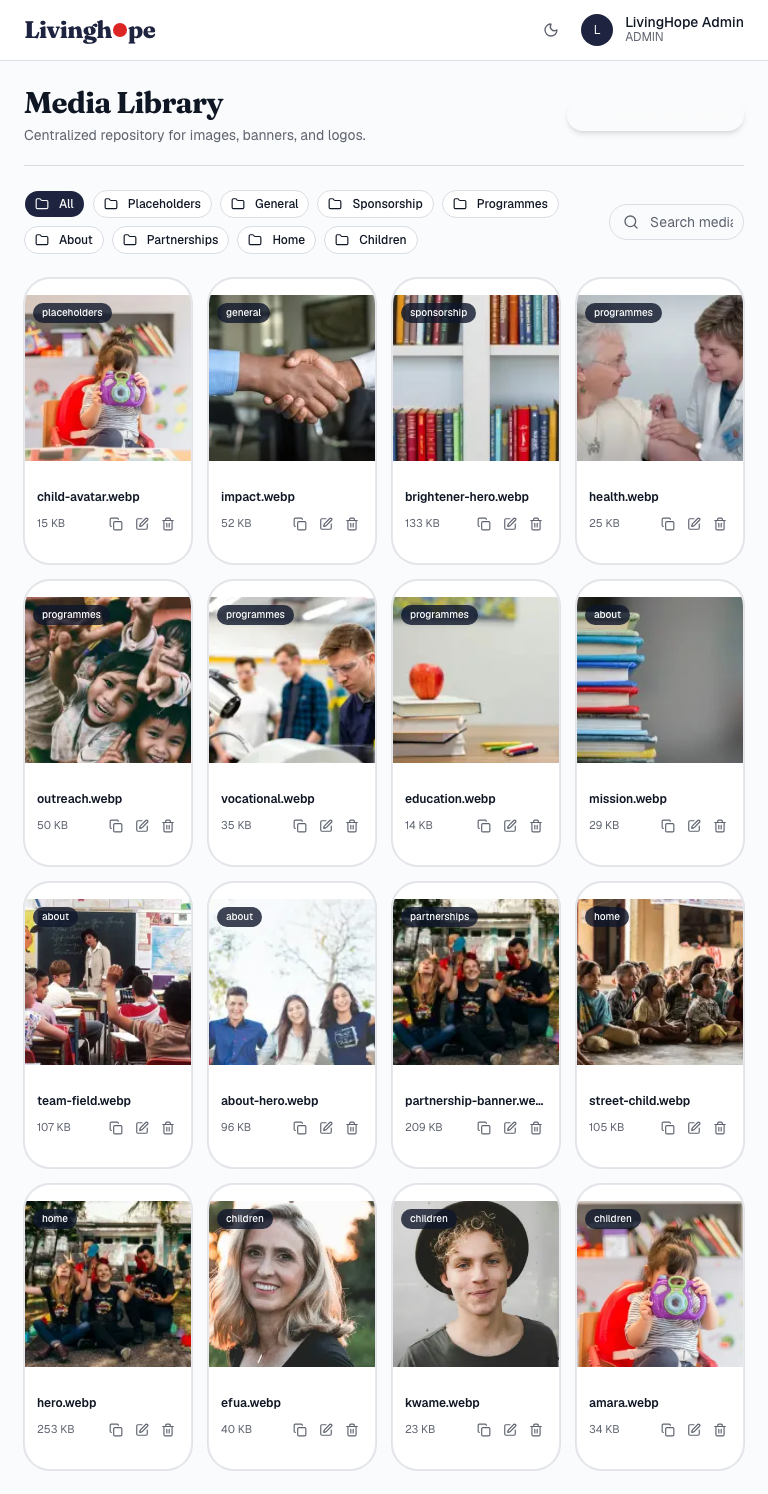 Livinghope
L
LivingHope Admin
ADMIN
Media Library
Centralized repository for images, banners, and logos.
All
Placeholders
General
Sponsorship
Programmes
About
Partnerships
Home
Children
Search media
placeholders
general
sponsorship
programmes
child-avatar.webp
impact.webp
brightener-hero.webp
health.webp
15 KB
52 KB
133 KB
25 KB
programmes
programmes
programmes
about
outreach.webp
vocational.webp
education.webp
mission.webp
50 KB
35 KB
14 KB
29 KB
about
about
partnerships
home
team-field.webp
about-hero.webp
partnership-banner.we...
street-child.webp
107 KB
96 KB
209 KB
105 KB
home
children
children
children
hero.webp
efua.webp
kwame.webp
amara.webp
253 KB
40 KB
23 KB
34 KB